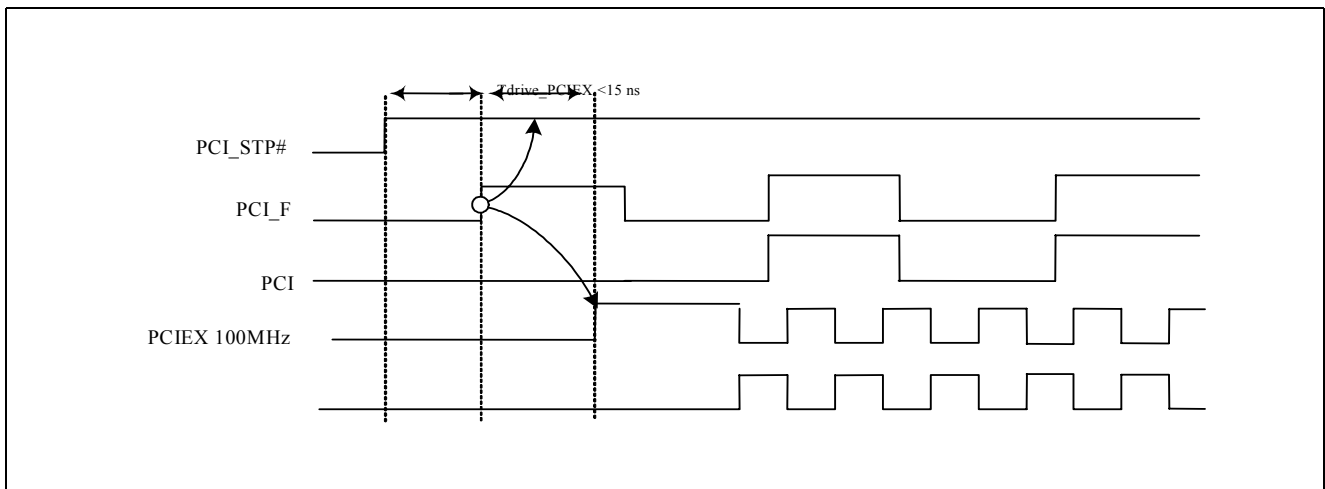 Tdrive_PCIEX <15 ns
PCI_STP#
PCI_F
PCI
PCIEX 100MHz